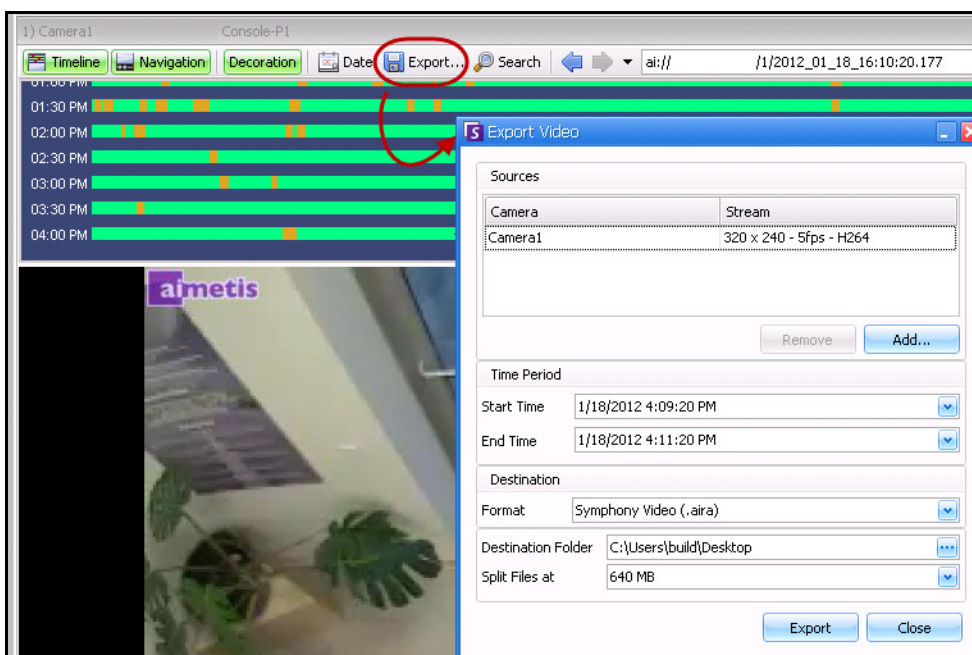 1) Camera1 Console-P1
Timeline Navigation Decoration Date Export... Search ai:// /1/2012_01_18_16:10:20.177
01:00 PM
01:30 PM
02:00 PM
02:30 PM
03:00 PM
03:30 PM
04:00 PM
aimetis
Export Video
Sources
Camera Stream
Camera1 320 x 240 - 5fps - H264
Remove Add...
Time Period
Start Time 1/18/2012 4:09:20 PM
End Time 1/18/2012 4:11:20 PM
Destination
Format Symphony Video (.aira)
Destination Folder C:\Users\build\Desktop
Split Files at 640 MB
Export Close